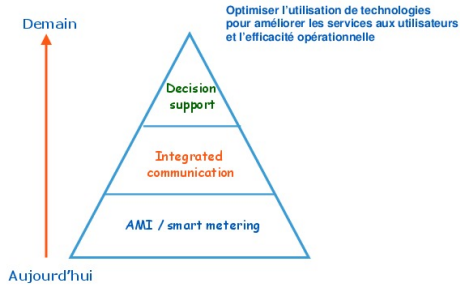 Demain
Optimiser l'utilisation de technologies
pour améliorer les services aux utilisateurs
et l'efficacité opérationnelle
Decision
support
Integrated
communication
AMI / smart metering
Aujourd'hui